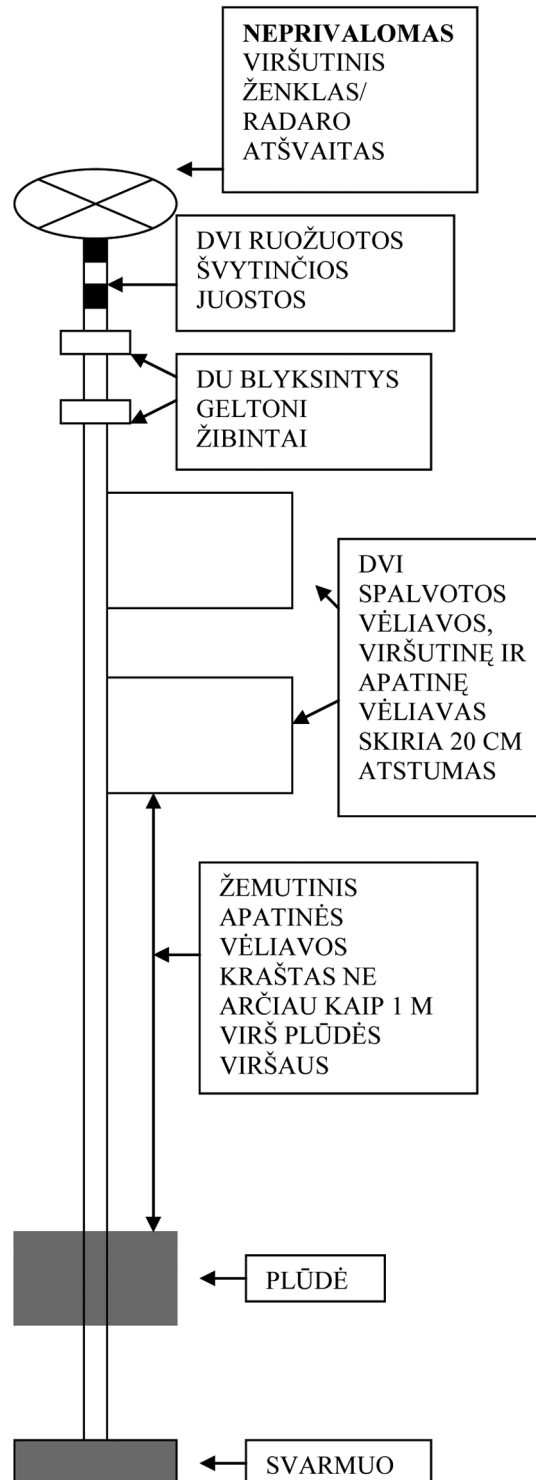 NEPRIVALOMAS
VIRŠUTINIS
ŽENKLAS/
RADARO
ATŠVAITAS
DVI RUOŽUOTOS
ŠVYTINČIOS
JUOSTOS
DU BLYKSINTYS
GELTONI
ŽIBINTAI
DVI
SPALVOTOS
VĖLIAVOS,
VIRŠUTINĘ IR
APATINĘ
VĖLIAVAS
SKIRIA 20 CM
ATSTUMAS
ŽEMUTINIS
APATINĖS
VĖLIAVOS
KRAŠTAS NE
ARČIAU KAIP 1 M
VIRŠ PLŪDĖS
VIRŠAUS
PLŪDĖ
SVARMUO